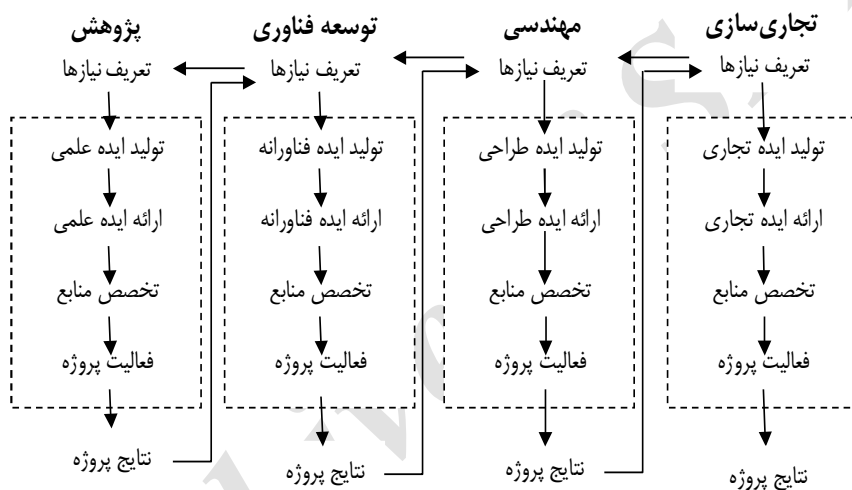 تجاری‌سازی
تعریف نیازها
تولید ایده تجاری
ارائه ایده تجاری
تخصص منابع
فعالیت پروژه
نتایج پروژه
مهندسی
تعریف نیازها
تولید ایده طراحی
ارائه ایده طراحی
تخصص منابع
فعالیت پروژه
نتایج پروژه
توسعه فناوری
تعریف نیازها
تولید ایده فناورانه
ارائه ایده فناورانه
تخصص منابع
فعالیت پروژه
نتایج پروژه
پژوهش
تعریف نیازها
تولید ایده علمی
ارائه ایده علمی
تخصص منابع
فعالیت پروژه
نتایج پروژه